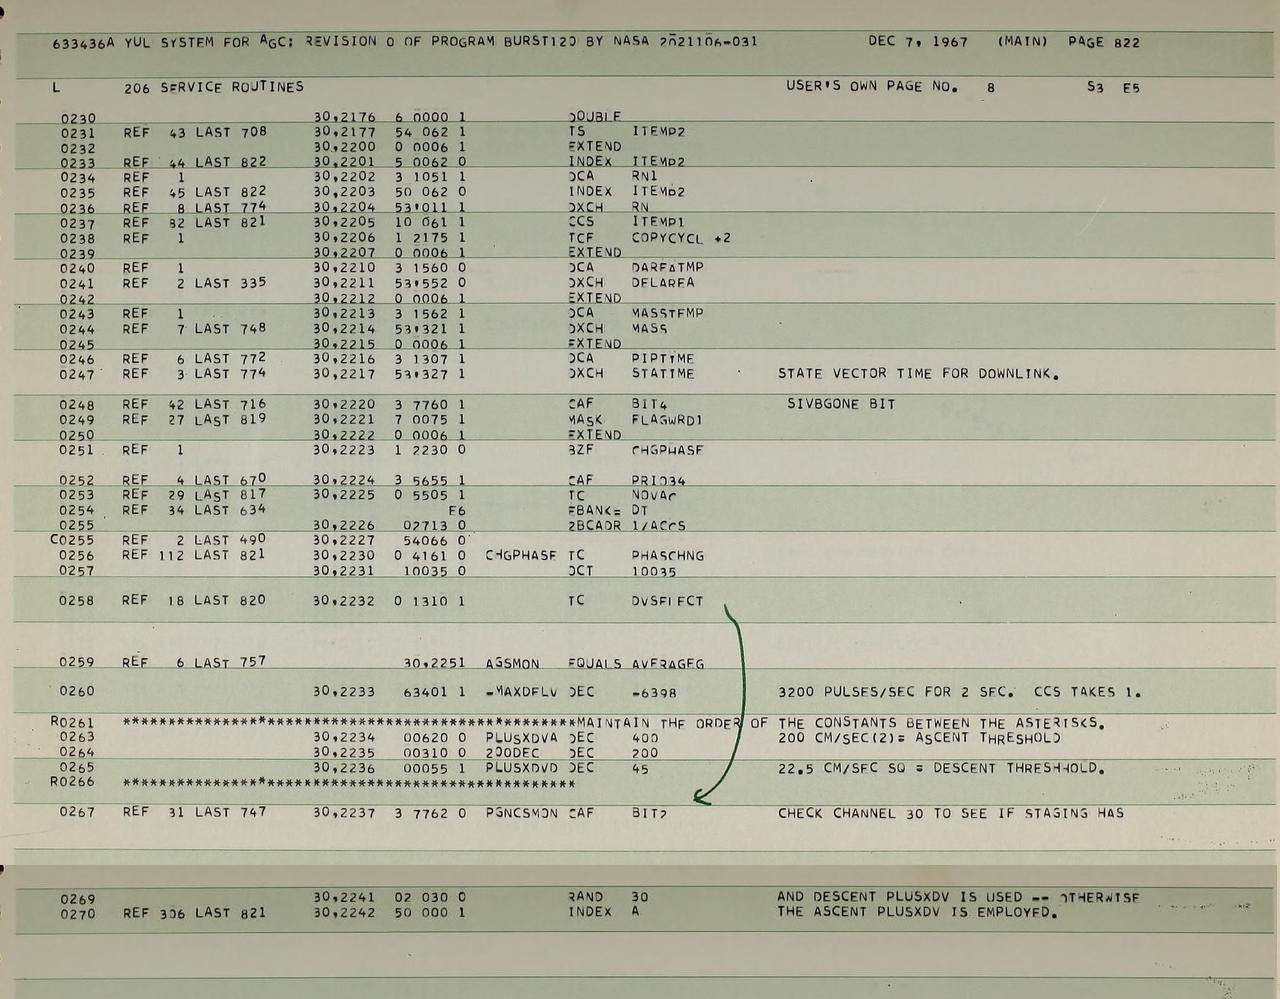 633436A YUL SYSTEM FOR AGC: REVISION 0 OF PROGRAM BURST120 BY NASA 2021106-031 DEC 7, 1967 (MAIN) PAGE 822
L 206 SERVICE ROUTINES USER'S OWN PAGE NO. 8 S3 E5
0230 30,2176 6 0000 1 DOUBLE
0231 REF 43 LAST 708 30,2177 54 062 1 TS ITEMP2
0232 30,2200 0 0006 1 EXTEND
0233 REF 44 LAST 822 30,2201 5 0062 0 INDEX ITEMP2
0234 REF 1 30,2202 3 1051 1 DCA RN1
0235 REF 45 LAST 822 30,2203 50 062 0 INDEX ITEMP2
0236 REF 8 LAST 774 30,2204 53'011 1 DXCH RN
0237 REF 32 LAST 821 30,2205 10 061 1 CCS ITEMP1
0238 REF 1 30,2206 1 2175 1 TCF COPYCYCL +2
0239 30,2207 0 0006 1 EXTEND
0240 REF 1 30,2210 3 1560 0 DCA DAREATMP
0241 REF 2 LAST 335 30,2211 53'552 0 DXCH DELAREA
0242 30,2212 0 0006 1 EXTEND
0243 REF 1 30,2213 3 1562 1 DCA MASSTEMP
0244 REF 7 LAST 748 30,2214 53'321 1 DXCH MASS
0245 30,2215 0 0006 1 EXTEND
0246 REF 6 LAST 772 30,2216 3 1307 1 DCA PIPTIME
0247 REF 3 LAST 774 30,2217 53'327 1 DXCH STATIME STATE VECTOR TIME FOR DOWNLINK.
0248 REF 42 LAST 716 30,2220 3 7760 1 CAF BIT4 SIVBGONE BIT
0249 REF 27 LAST 819 30,2221 7 0075 1 MASK FLAGWRD1
0250 30,2222 0 0006 1 EXTEND
0251 REF 1 30,2223 1 2230 0 BZF CHGPHASE
0252 REF 4 LAST 670 30,2224 3 5655 1 CAF PRIO34
0253 REF 29 LAST 817 30,2225 0 5505 1 TC NOVAC
0254 REF 34 LAST 634 E6 EBANK= DT
0255 30,2226 02713 0 2BCADR 1/ACCS
C0255 REF 2 LAST 490 30,2227 54066 0
0256 REF 112 LAST 821 30,2230 0 4161 0 CHGPHASE TC PHASCHNG
0257 30,2231 10035 0 OCT 10035
0258 REF 18 LAST 820 30,2232 0 1310 1 TC DVSELECT
0259 REF 6 LAST 757 30,2251 AGSMON EQUALS AVERAGEG
0260 30,2233 63401 1 -MAXDELV DEC -6398 3200 PULSES/SEC FOR 2 SEC. CCS TAKES 1.
R0261 **************************************************MAINTAIN THE ORDER OF THE CONSTANTS BETWEEN THE ASTERISKS.
0263 30,2234 00620 0 PLUSXDVA DEC 400 200 CM/SEC(2)= ASCENT THRESHOLD
0264 30,2235 00310 0 200DEC DEC 200
0265 30,2236 00055 1 PLUSXDVD DEC 45 22.5 CM/SEC SQ = DESCENT THRESHHOLD.
R0266 **************************************************
0267 REF 31 LAST 747 30,2237 3 7762 0 PGNCSMON CAF BIT2 CHECK CHANNEL 30 TO SEE IF STAGING HAS
0269 30,2241 02 030 0 RAND 30 AND DESCENT PLUSXDV IS USED -- OTHERWISE
0270 REF 306 LAST 821 30,2242 50 000 1 INDEX A THE ASCENT PLUSXDV IS EMPLOYED.